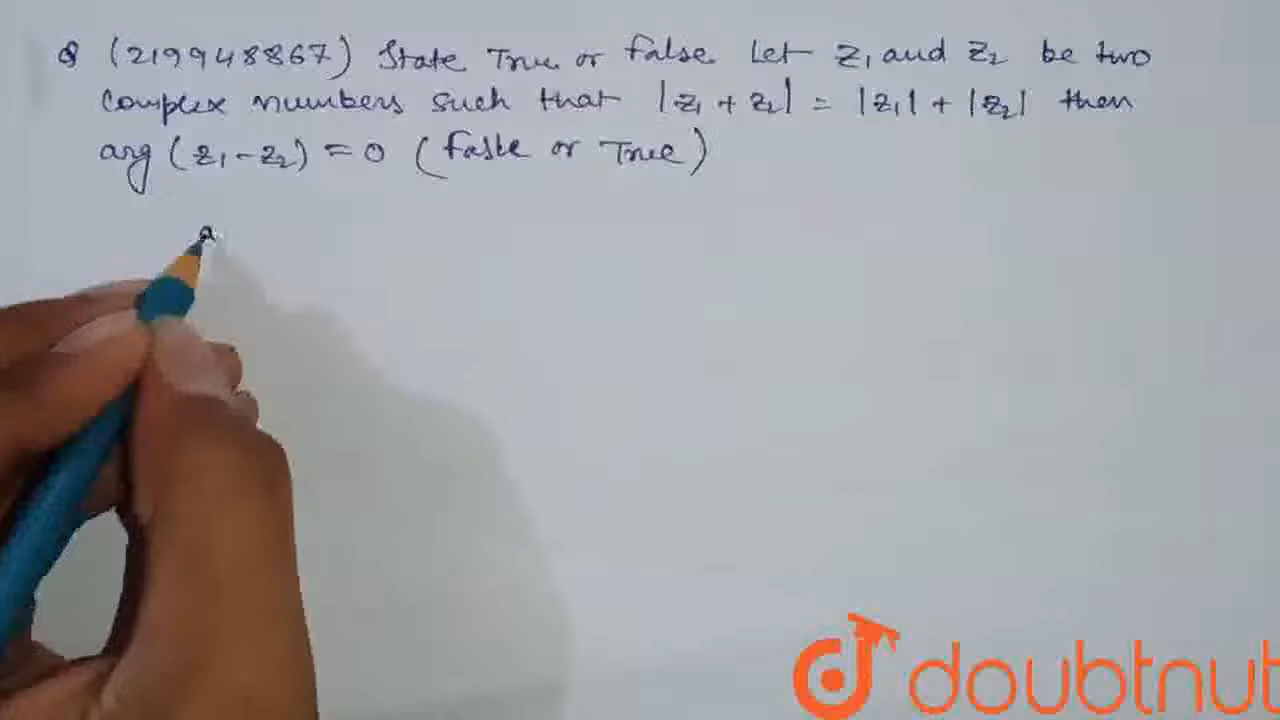 Q (219948867) State True or false. Let z₁ and z₂ be two
complex numbers such that |z₁ + z₂| = |z₁| + |z₂| then
arg (z₁-z₂) = 0 (faske or True)
doubtnut